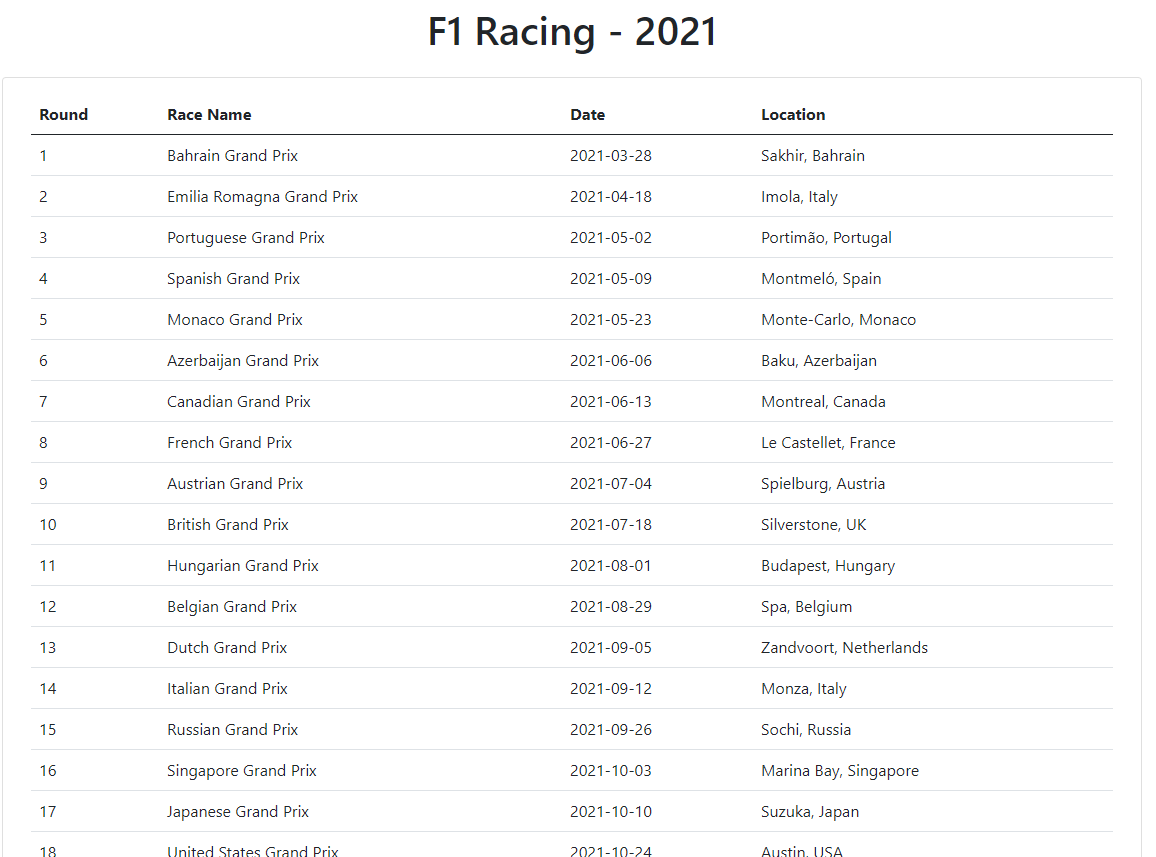 F1 Racing - 2021
Round Race Name Date Location
1 Bahrain Grand Prix 2021-03-28 Sakhir, Bahrain
2 Emilia Romagna Grand Prix 2021-04-18 Imola, Italy
3 Portuguese Grand Prix 2021-05-02 Portimão, Portugal
4 Spanish Grand Prix 2021-05-09 Montmeló, Spain
5 Monaco Grand Prix 2021-05-23 Monte-Carlo, Monaco
6 Azerbaijan Grand Prix 2021-06-06 Baku, Azerbaijan
7 Canadian Grand Prix 2021-06-13 Montreal, Canada
8 French Grand Prix 2021-06-27 Le Castellet, France
9 Austrian Grand Prix 2021-07-04 Spielburg, Austria
10 British Grand Prix 2021-07-18 Silverstone, UK
11 Hungarian Grand Prix 2021-08-01 Budapest, Hungary
12 Belgian Grand Prix 2021-08-29 Spa, Belgium
13 Dutch Grand Prix 2021-09-05 Zandvoort, Netherlands
14 Italian Grand Prix 2021-09-12 Monza, Italy
15 Russian Grand Prix 2021-09-26 Sochi, Russia
16 Singapore Grand Prix 2021-10-03 Marina Bay, Singapore
17 Japanese Grand Prix 2021-10-10 Suzuka, Japan
18 United States Grand Prix 2021-10-24 Austin, USA